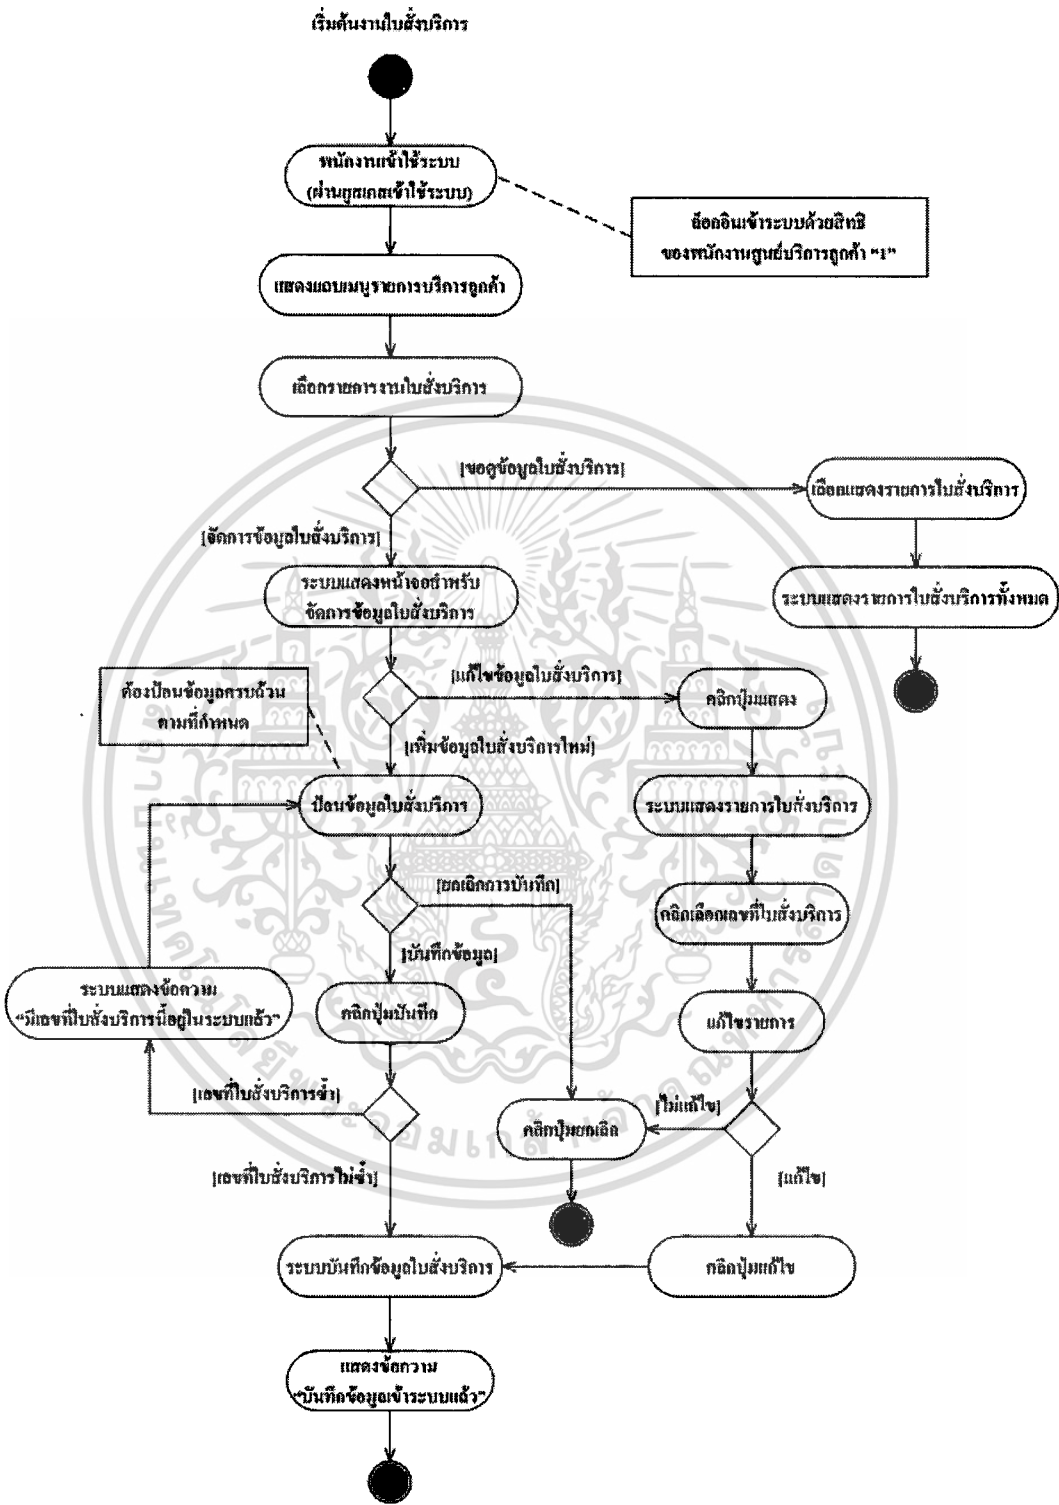 เริ่มต้นงานใบสั่งบริการ
พนักงานเข้าใช้ระบบ
(ผ่านยูสเคสเข้าใช้ระบบ)
ล็อกอินเข้าระบบด้วยสิทธิ
ของพนักงานศูนย์บริการลูกค้า “1”
แสดงแถบเมนูรายการบริการลูกค้า
เลือกรายการงานใบสั่งบริการ
[ขอดูข้อมูลใบสั่งบริการ]
เลือกแสดงรายการใบสั่งบริการ
[จัดการข้อมูลใบสั่งบริการ]
ระบบแสดงหน้าจอสำหรับ
จัดการข้อมูลใบสั่งบริการ
ระบบแสดงรายการใบสั่งบริการทั้งหมด
[แก้ไขข้อมูลใบสั่งบริการ]
คลิกปุ่มแสดง
ต้องป้อนข้อมูลครบถ้วน
ตามที่กำหนด
[เพิ่มข้อมูลใบสั่งบริการใหม่]
ป้อนข้อมูลใบสั่งบริการ
ระบบแสดงรายการใบสั่งบริการ
[ยกเลิกการบันทึก]
คลิกเลือกเลขที่ใบสั่งบริการ
[บันทึกข้อมูล]
ระบบแสดงข้อความ
“มีเลขที่ใบสั่งบริการนี้อยู่ในระบบแล้ว”
คลิกปุ่มบันทึก
แก้ไขรายการ
[เลขที่ใบสั่งบริการซ้ำ]
[ไม่แก้ไข]
คลิกปุ่มยกเลิก
[เลขที่ใบสั่งบริการไม่ซ้ำ]
[แก้ไข]
ระบบบันทึกข้อมูลใบสั่งบริการ
คลิกปุ่มแก้ไข
แสดงข้อความ
“บันทึกข้อมูลเข้าระบบแล้ว”